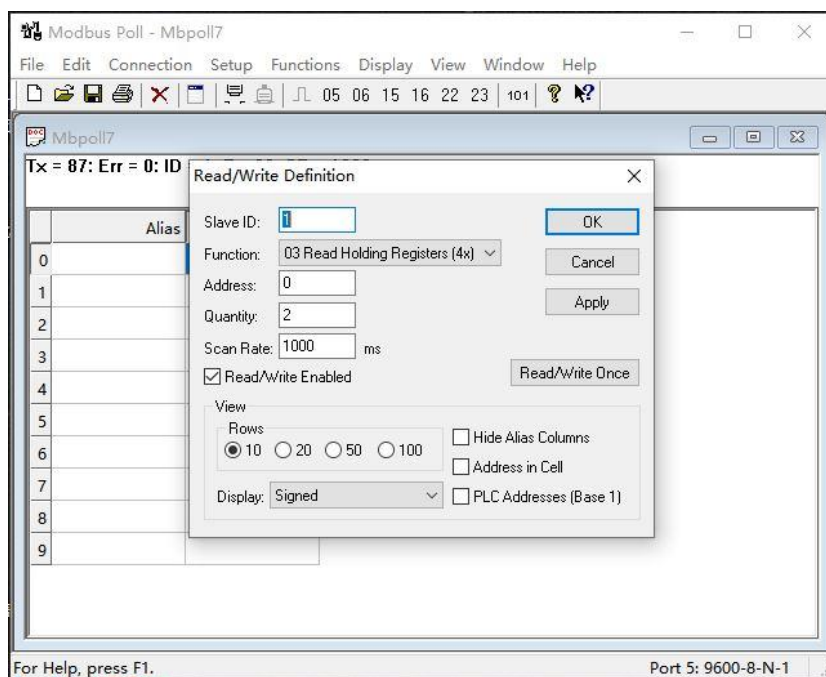 Modbus Poll - Mbpoll7
File Edit Connection Setup Functions Display View Window Help
05 06 15 16 22 23 101
Mbpoll7
Tx = 87: Err = 0: ID
Read/Write Definition
Slave ID: 1
OK
Function: 03 Read Holding Registers (4x)
Cancel
Address: 0
Apply
Quantity: 2
Scan Rate: 1000 ms
Read/Write Enabled
Read/Write Once
View
Rows
10 20 50 100
Hide Alias Columns
Address in Cell
Display: Signed
PLC Addresses (Base 1)
Alias
0
1
2
3
4
5
6
7
8
9
For Help, press F1.
Port 5: 9600-8-N-1